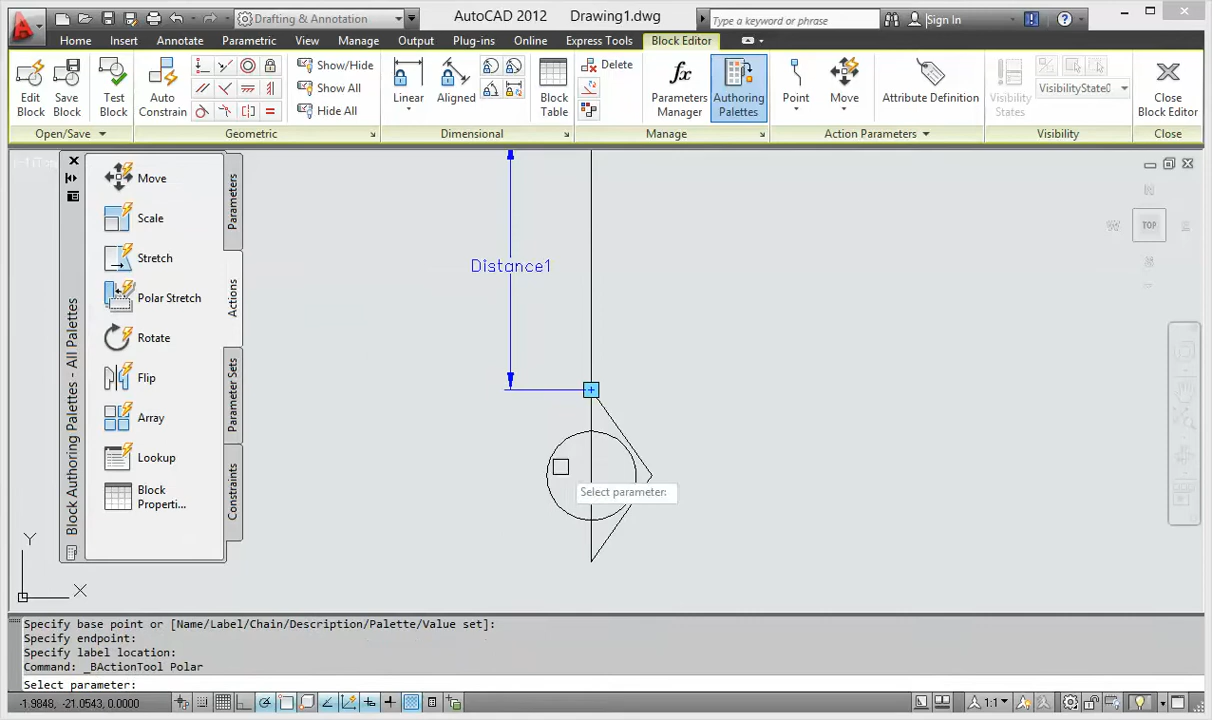 Drafting & Annotation
AutoCAD 2012 Drawing1.dwg
Type a keyword or phrase
Sign In
Home Insert Annotate Parametric View Manage Output Plug-ins Online Express Tools Block Editor
Edit Block
Save Block
Test Block
Open/Save
Auto Constrain
Geometric
Show/Hide
Show All
Hide All
Linear
Aligned
Dimensional
Block Table
Delete
Parameters Manager
Authoring Palettes
Manage
Point
Move
Attribute Definition
Action Parameters
Visibility States
VisibilityState0
Visibility
Close Block Editor
Close
Move
Scale
Stretch
Polar Stretch
Rotate
Flip
Array
Lookup
Block Properti...
Parameters
Actions
Parameter Sets
Constraints
Block Authoring Palettes - All Palettes
Distance1
Select parameter:
TOP
Y
X
Specify base point or [Name/Label/Chain/Description/Palette/Value set]:
Specify endpoint:
Specify label location:
Command: _BActionTool Polar
Select parameter:
-1.9848, -21.0543, 0.0000
1:1